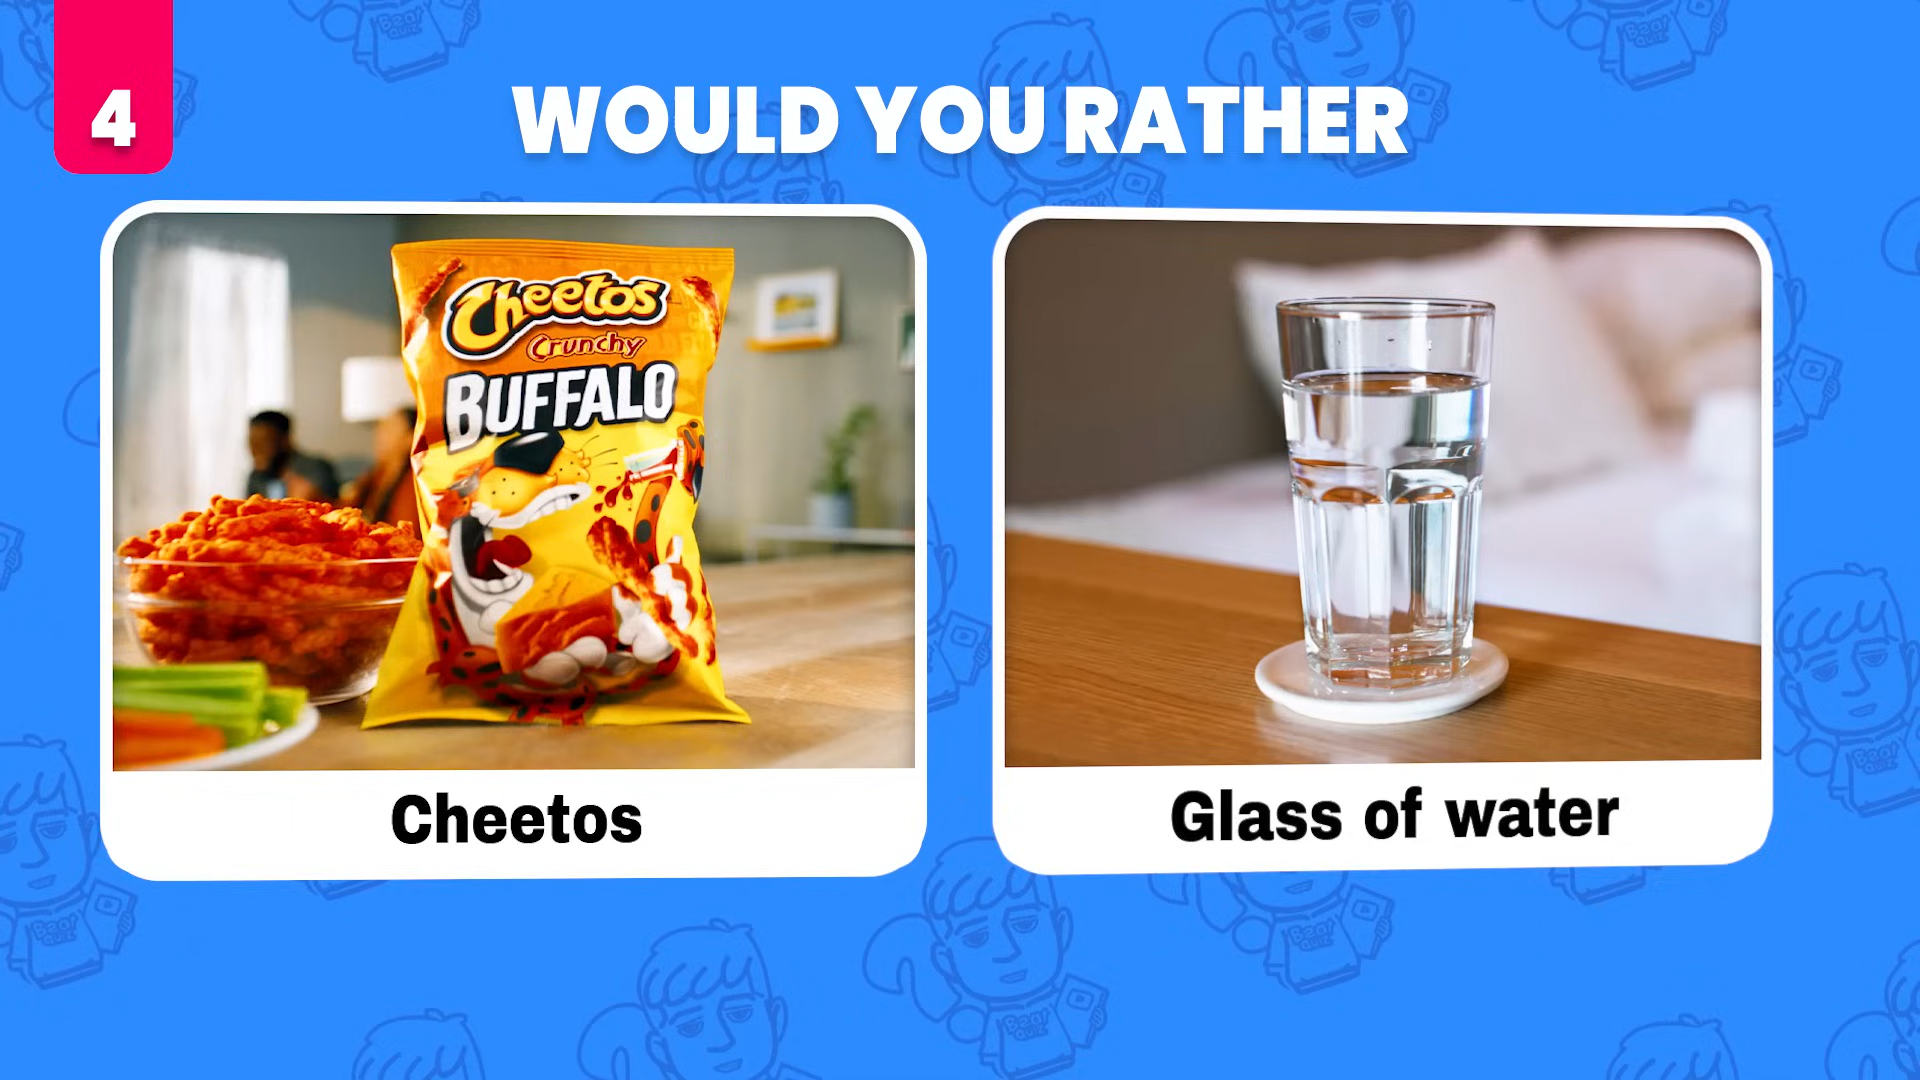 4
WOULD YOU RATHER
Cheetos
Crunchy
BUFFALO
Cheetos
Glass of water